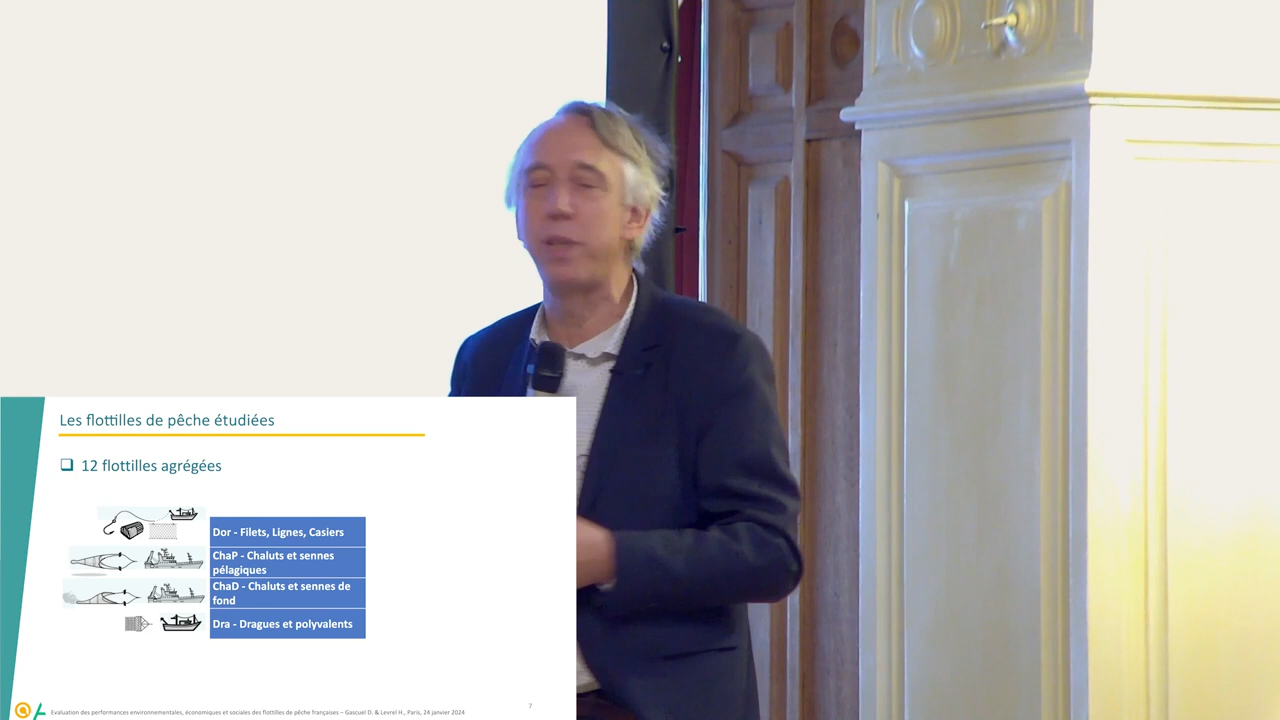 Les flottilles de pêche étudiées
12 flottilles agrégées
Dor - Filets, Lignes, Casiers
ChaP - Chaluts et sennes
pélagiques
ChaD - Chaluts et sennes de
fond
Dra - Dragues et polyvalents
Evaluation des performances environnementales, économiques et sociales des flottilles de pêche françaises – Gascuel D. & Levrel H., Paris, 24 janvier 2024
7